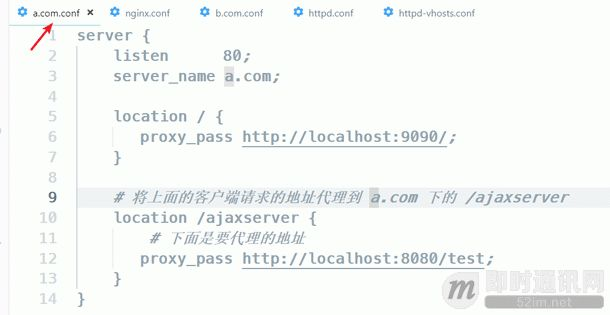 a.com.conf × nginx.conf b.com.conf httpd.conf httpd-vhosts.conf
1 server {
2 listen 80;
3 server_name a.com;
4
5 location / {
6 proxy_pass http://localhost:9090/;
7 }
8
9 # 将上面的客户端请求的地址代理到 a.com 下的 /ajaxserver
10 location /ajaxserver {
11 # 下面是要代理的地址
12 proxy_pass http://localhost:8080/test;
13 }
14 }
m 即时通讯网
52im.net